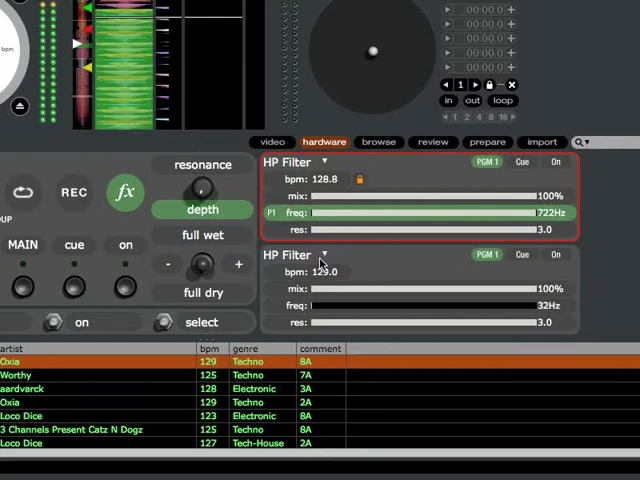 bpm
00:00.0
00:00.0
00:00.0
00:00.0
1
in out loop
1 2 4 8 16
video hardware browse review prepare import
resonance
depth
full wet
- +
full dry
REC fx
MAIN cue on
on select
HP Filter PGM 1 Cue On
bpm: 128.8
mix: 100%
P1 freq: 722Hz
res: 3.0
HP Filter PGM 1 Cue On
bpm: 129.0
mix: 100%
freq: 32Hz
res: 3.0
artist bpm genre comment
Oxia 129 Techno 8A
Worthy 125 Techno 7A
aardvarck 128 Electronic 3A
Oxia 129 Techno 2A
Loco Dice 123 Electronic 8A
3 Channels Present Catz N Dogz 125 Techno 8A
Loco Dice 127 Tech-House 2A